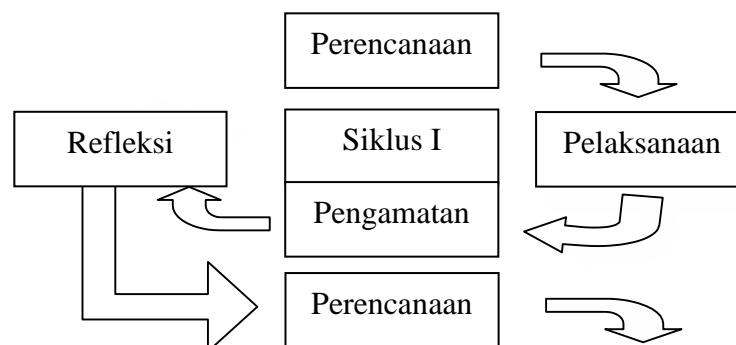 Perencanaan
Refleksi
Siklus I
Pelaksanaan
Pengamatan
Perencanaan